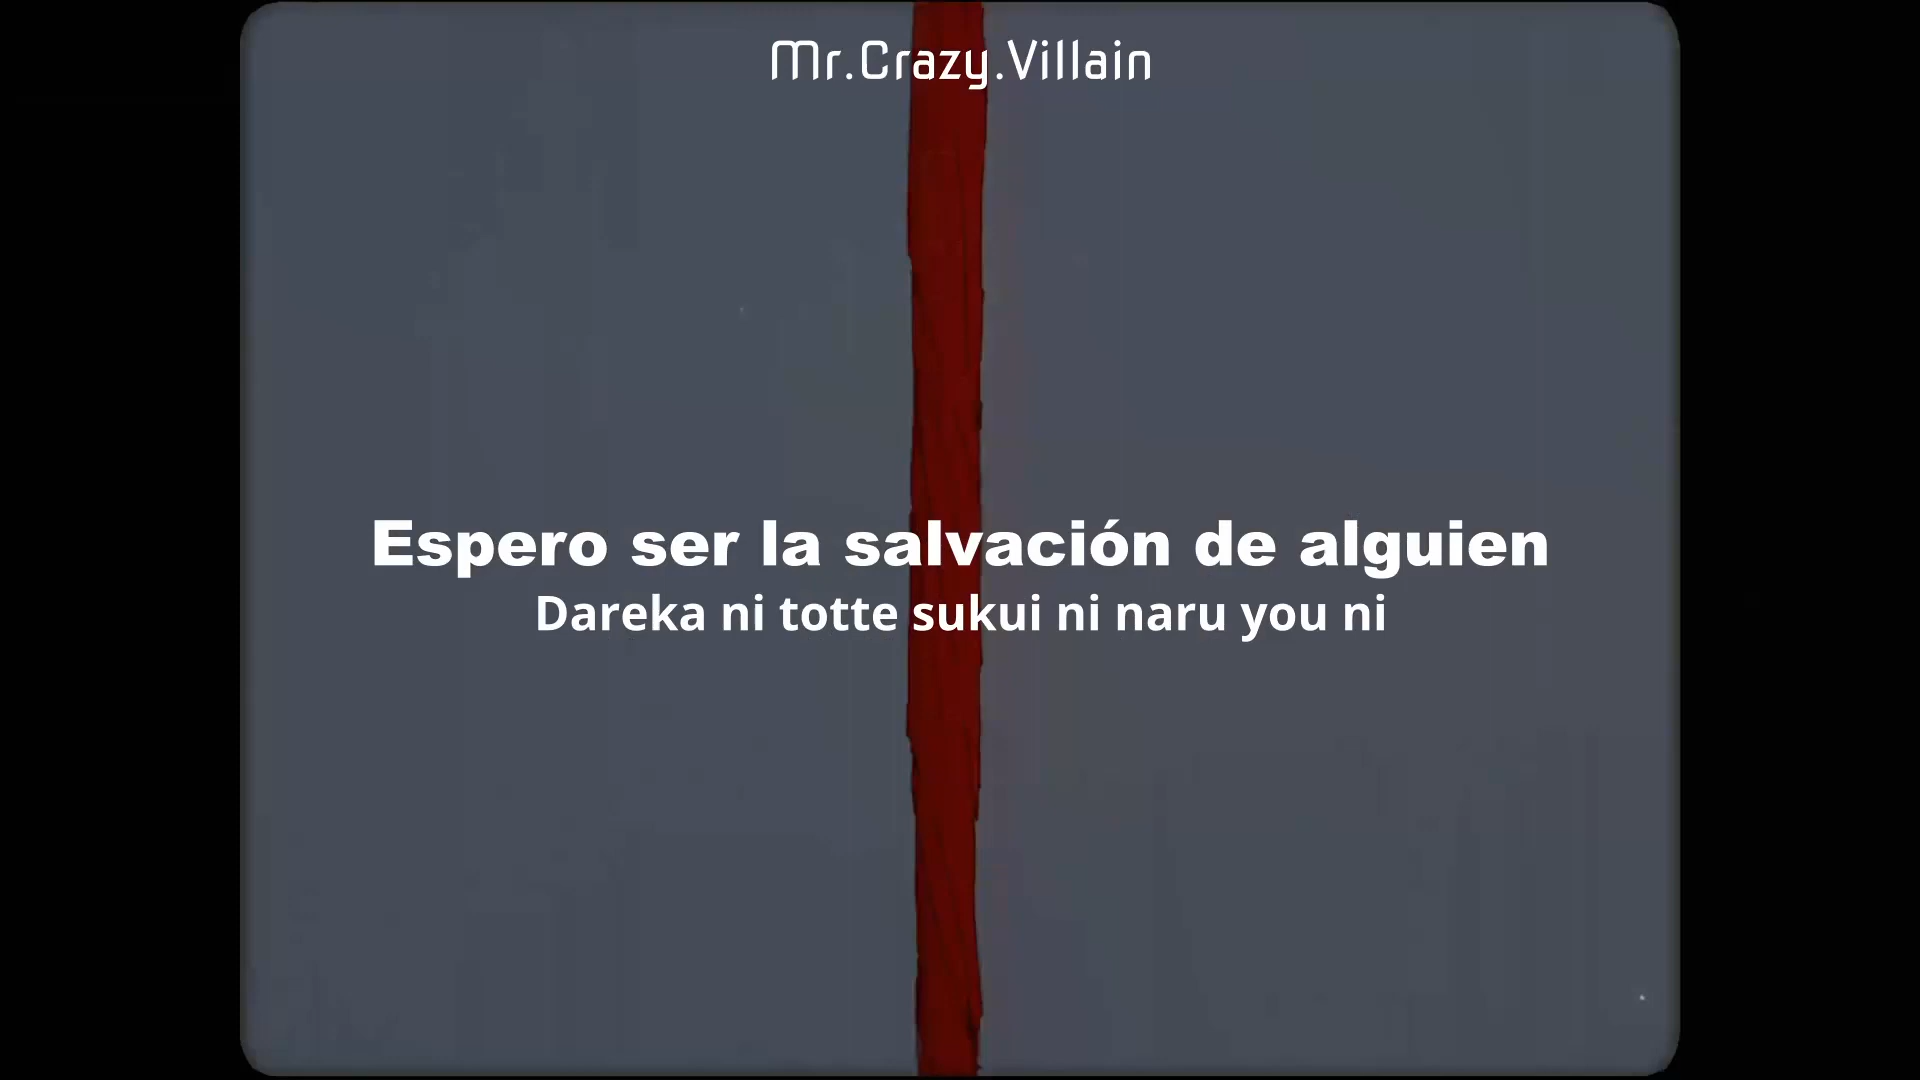 Mr.Crazy.Villain
Espero ser la salvación de alguien
Dareka ni totte sukui ni naru you ni